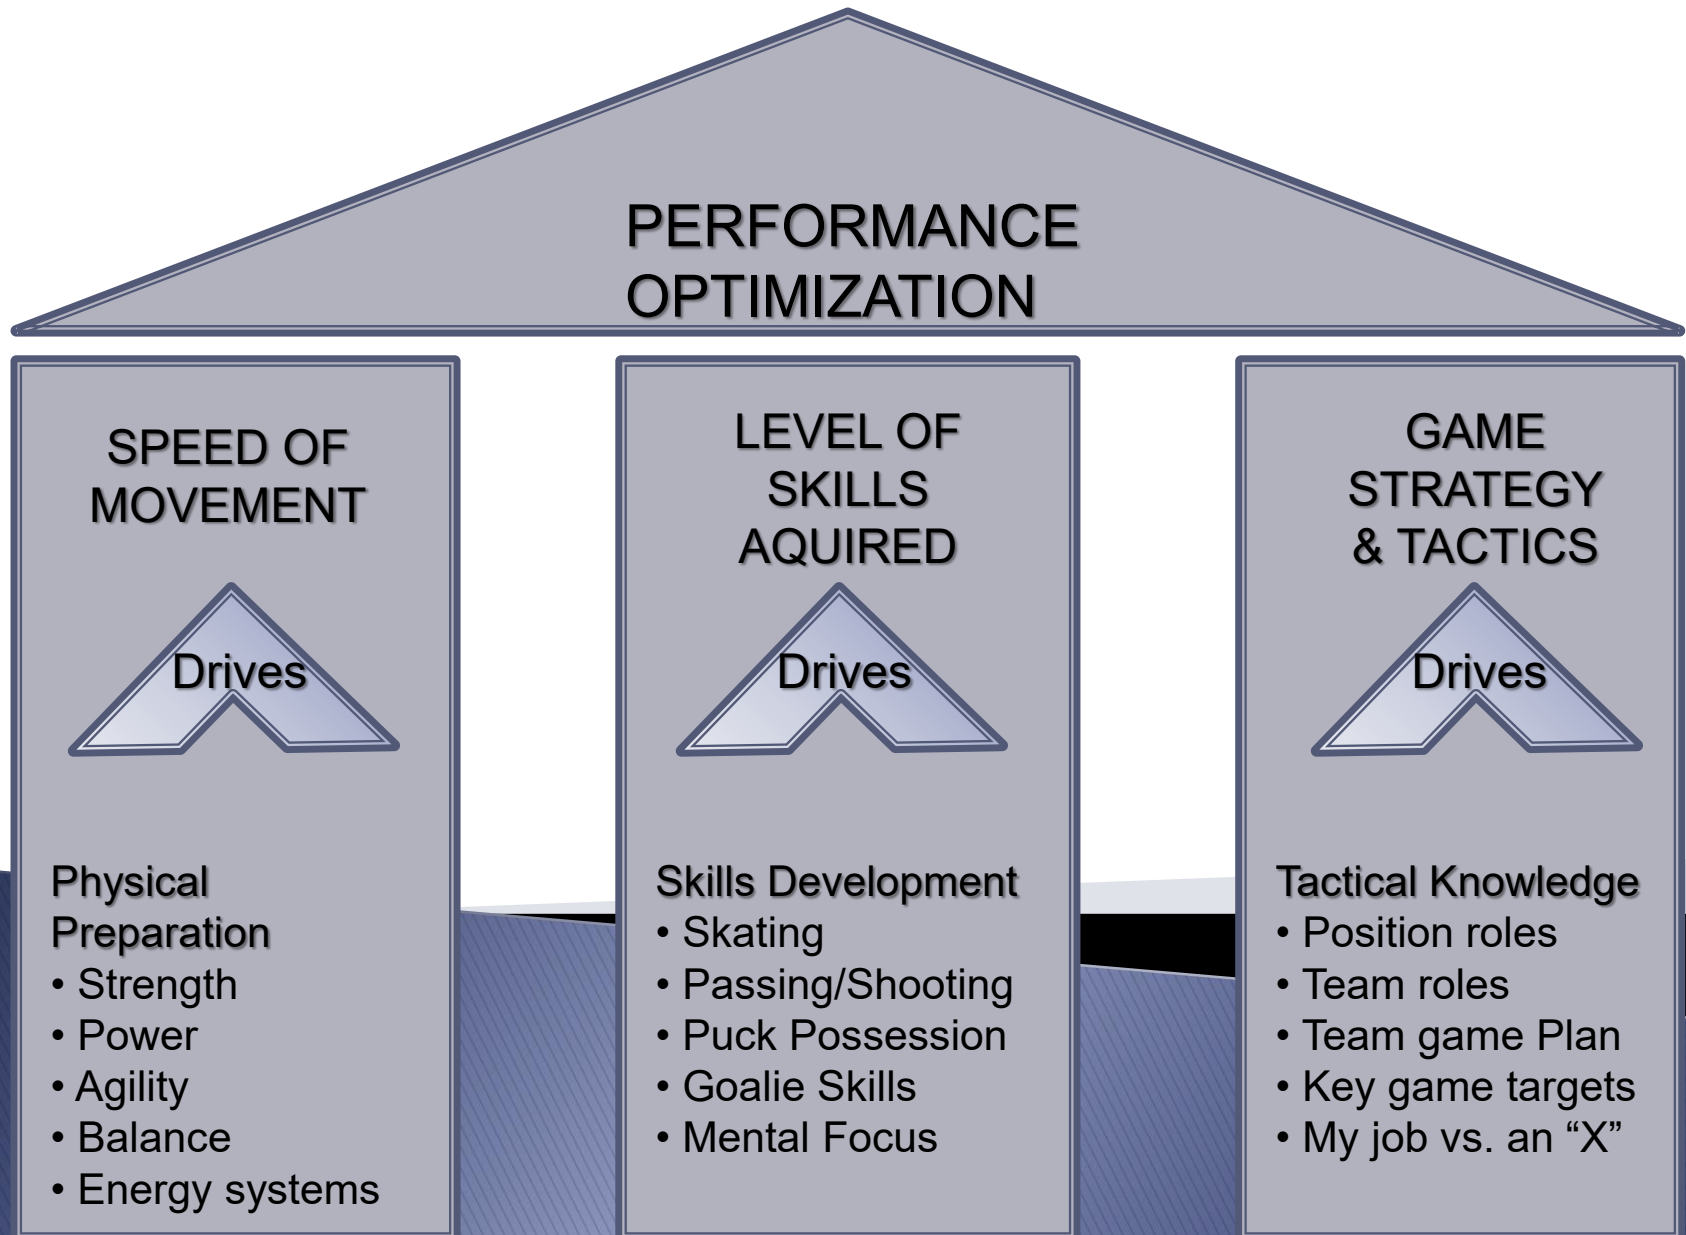 PERFORMANCE
OPTIMIZATION
SPEED OF
MOVEMENT
Drives
Physical
Preparation
• Strength
• Power
• Agility
• Balance
• Energy systems
LEVEL OF
SKILLS
AQUIRED
Drives
Skills Development
• Skating
• Passing/Shooting
• Puck Possession
• Goalie Skills
• Mental Focus
GAME
STRATEGY
& TACTICS
Drives
Tactical Knowledge
• Position roles
• Team roles
• Team game Plan
• Key game targets
• My job vs. an “X”